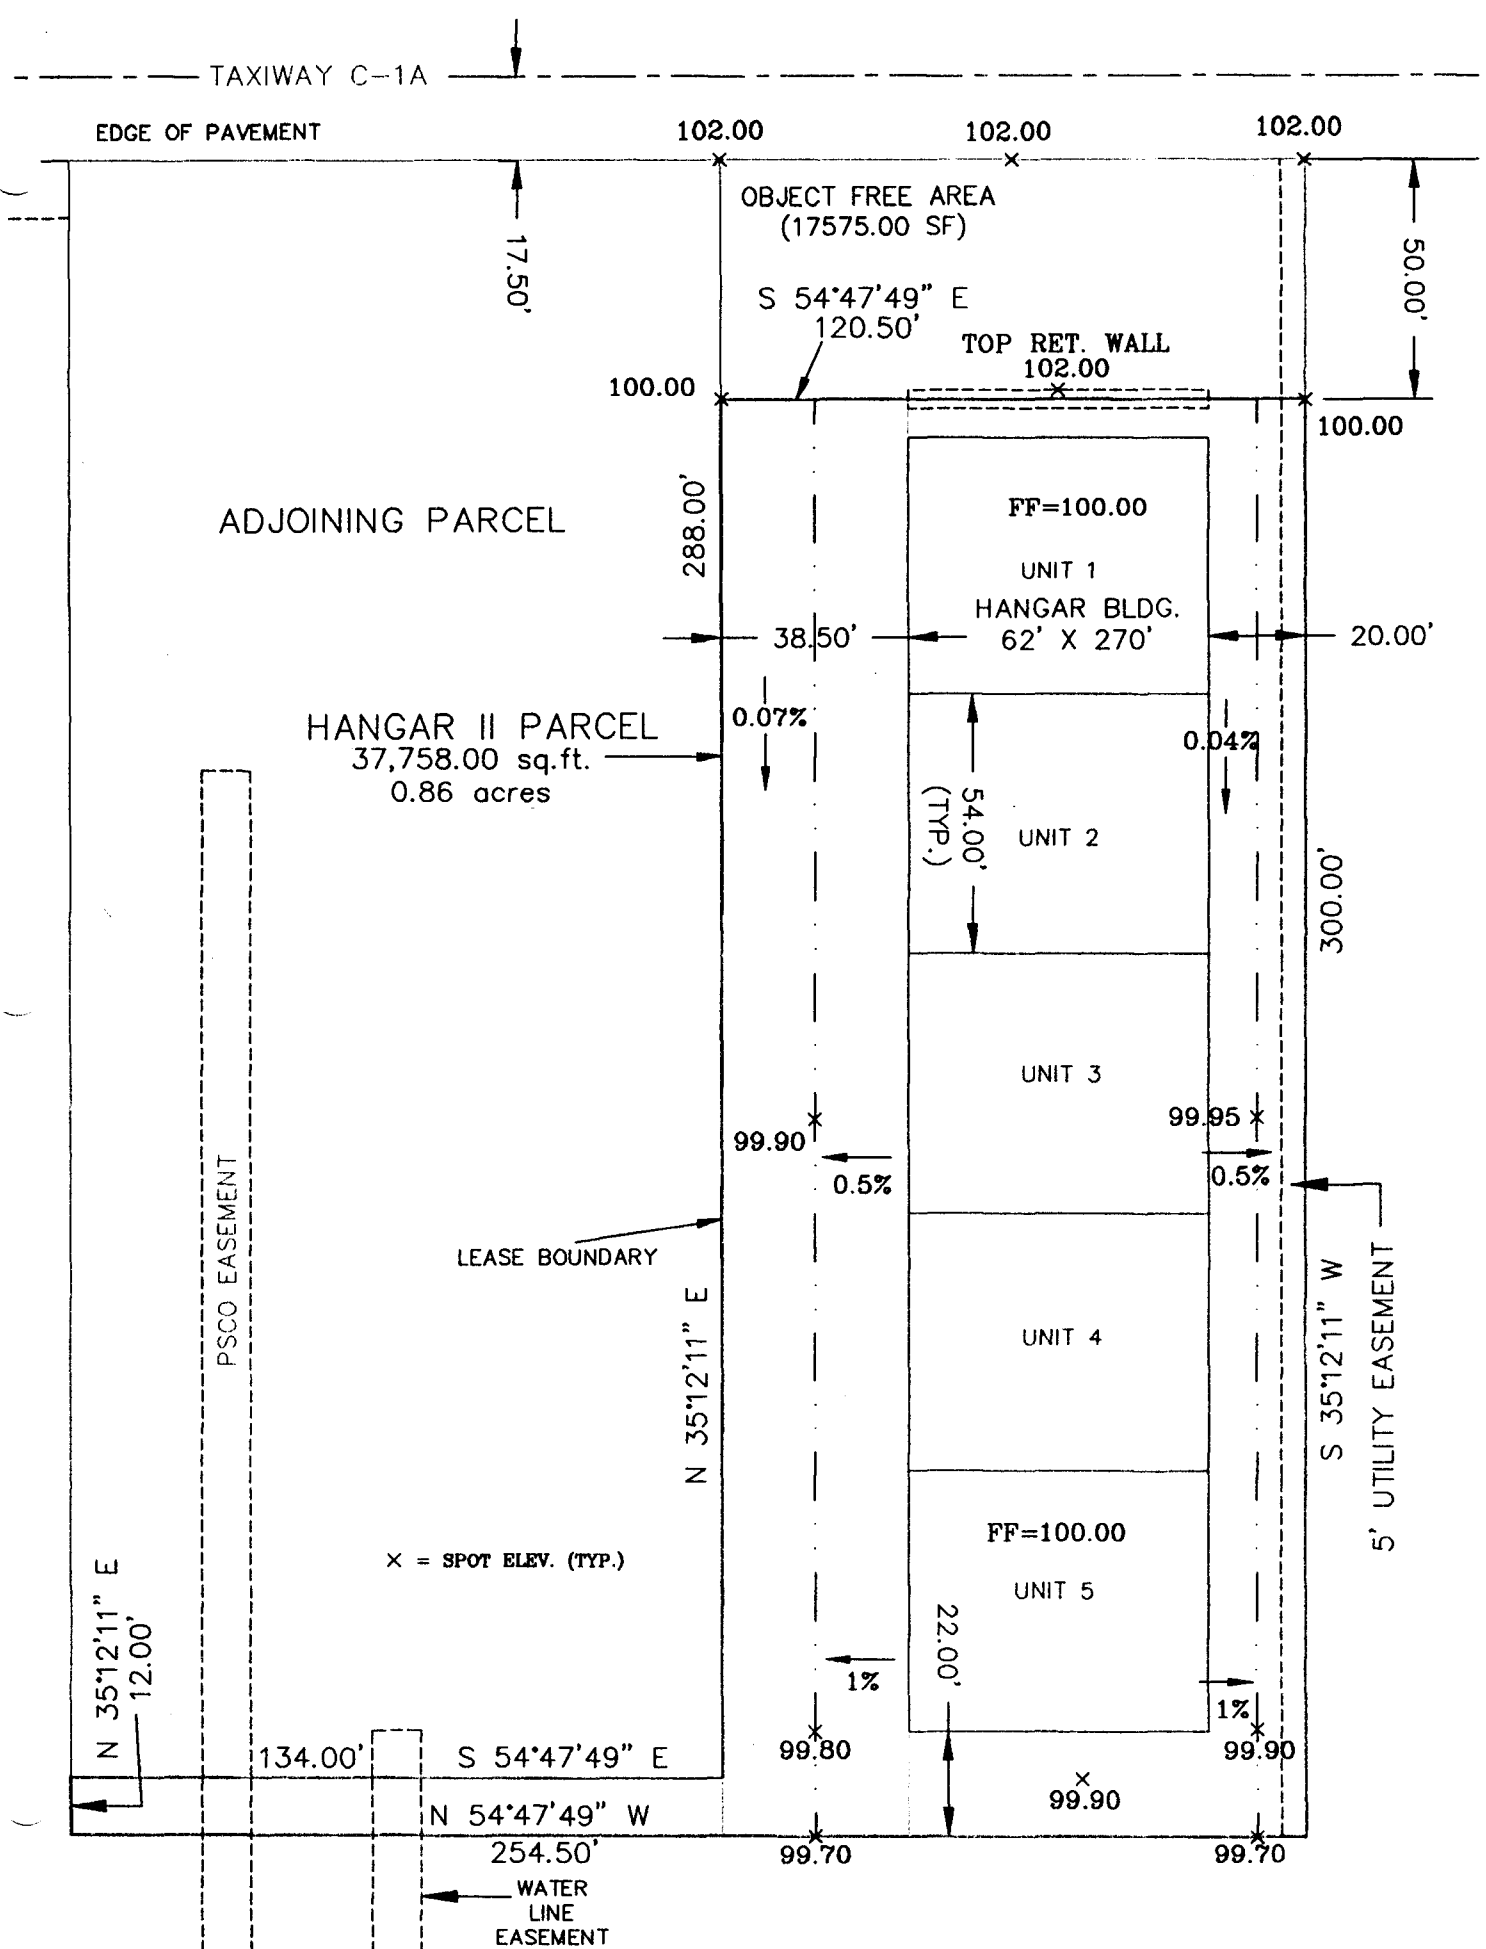 TAXIWAY C-1A
EDGE OF PAVEMENT
102.00
102.00
102.00
OBJECT FREE AREA
(17575.00 SF)
17.50'
50.00'
S 54°47'49" E
120.50'
TOP RET. WALL
102.00
100.00
100.00
288.00'
ADJOINING PARCEL
FF=100.00
UNIT 1
HANGAR BLDG.
62' X 270'
38.50'
20.00'
HANGAR II PARCEL
37,758.00 sq.ft.
0.86 acres
0.07%
0.04%
54.00'
(TYP.)
UNIT 2
300.00'
UNIT 3
99.90
99.95
0.5%
0.5%
PSCO EASEMENT
LEASE BOUNDARY
N 35°12'11" E
UNIT 4
S 35°12'11" W
5' UTILITY EASEMENT
X = SPOT ELEV. (TYP.)
FF=100.00
UNIT 5
22.00'
N 35°12'11" E
12.00'
1%
1%
134.00'
S 54°47'49" E
99.80
99.90
99.90
N 54°47'49" W
254.50'
99.70
99.70
WATER
LINE
EASEMENT